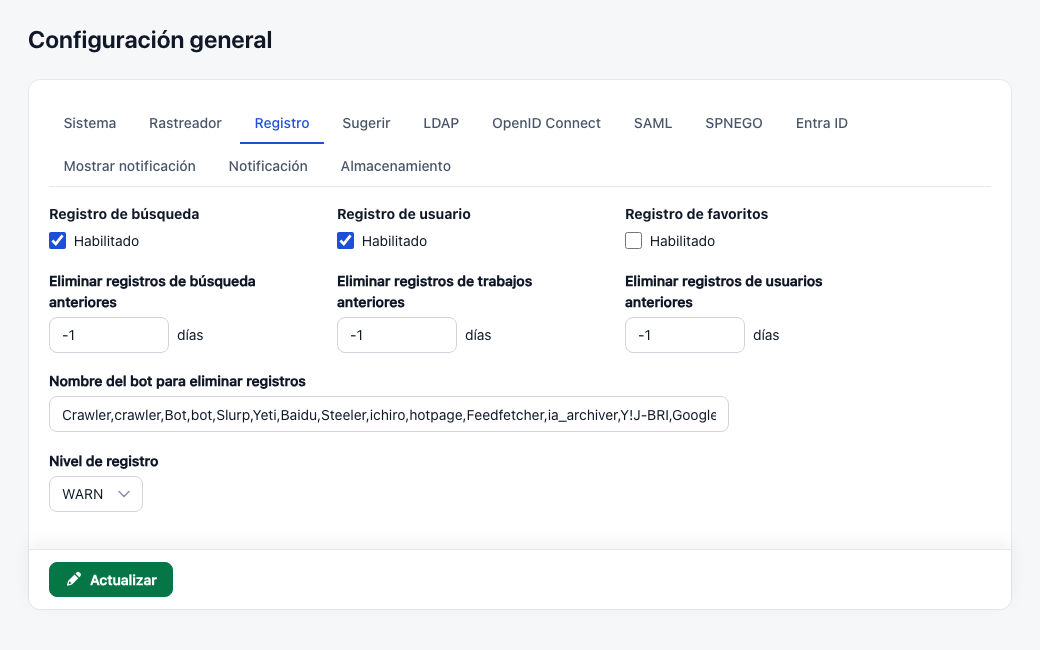 Configuración general
Sistema Rastreador Registro Sugerir LDAP OpenID Connect SAML SPNEGO Entra ID
Mostrar notificación Notificación Almacenamiento
Registro de búsqueda Registro de usuario Registro de favoritos
Habilitado Habilitado Habilitado
Eliminar registros de búsqueda anteriores Eliminar registros de trabajos anteriores Eliminar registros de usuarios anteriores
-1 días -1 días -1 días
Nombre del bot para eliminar registros
Crawler,crawler,Bot,bot,Slurp,Yeti,Baidu,Steeler,ichiro,hotpage,Feedfetcher,ia_archiver,Y!J-BRI,Google
Nivel de registro
WARN
Actualizar